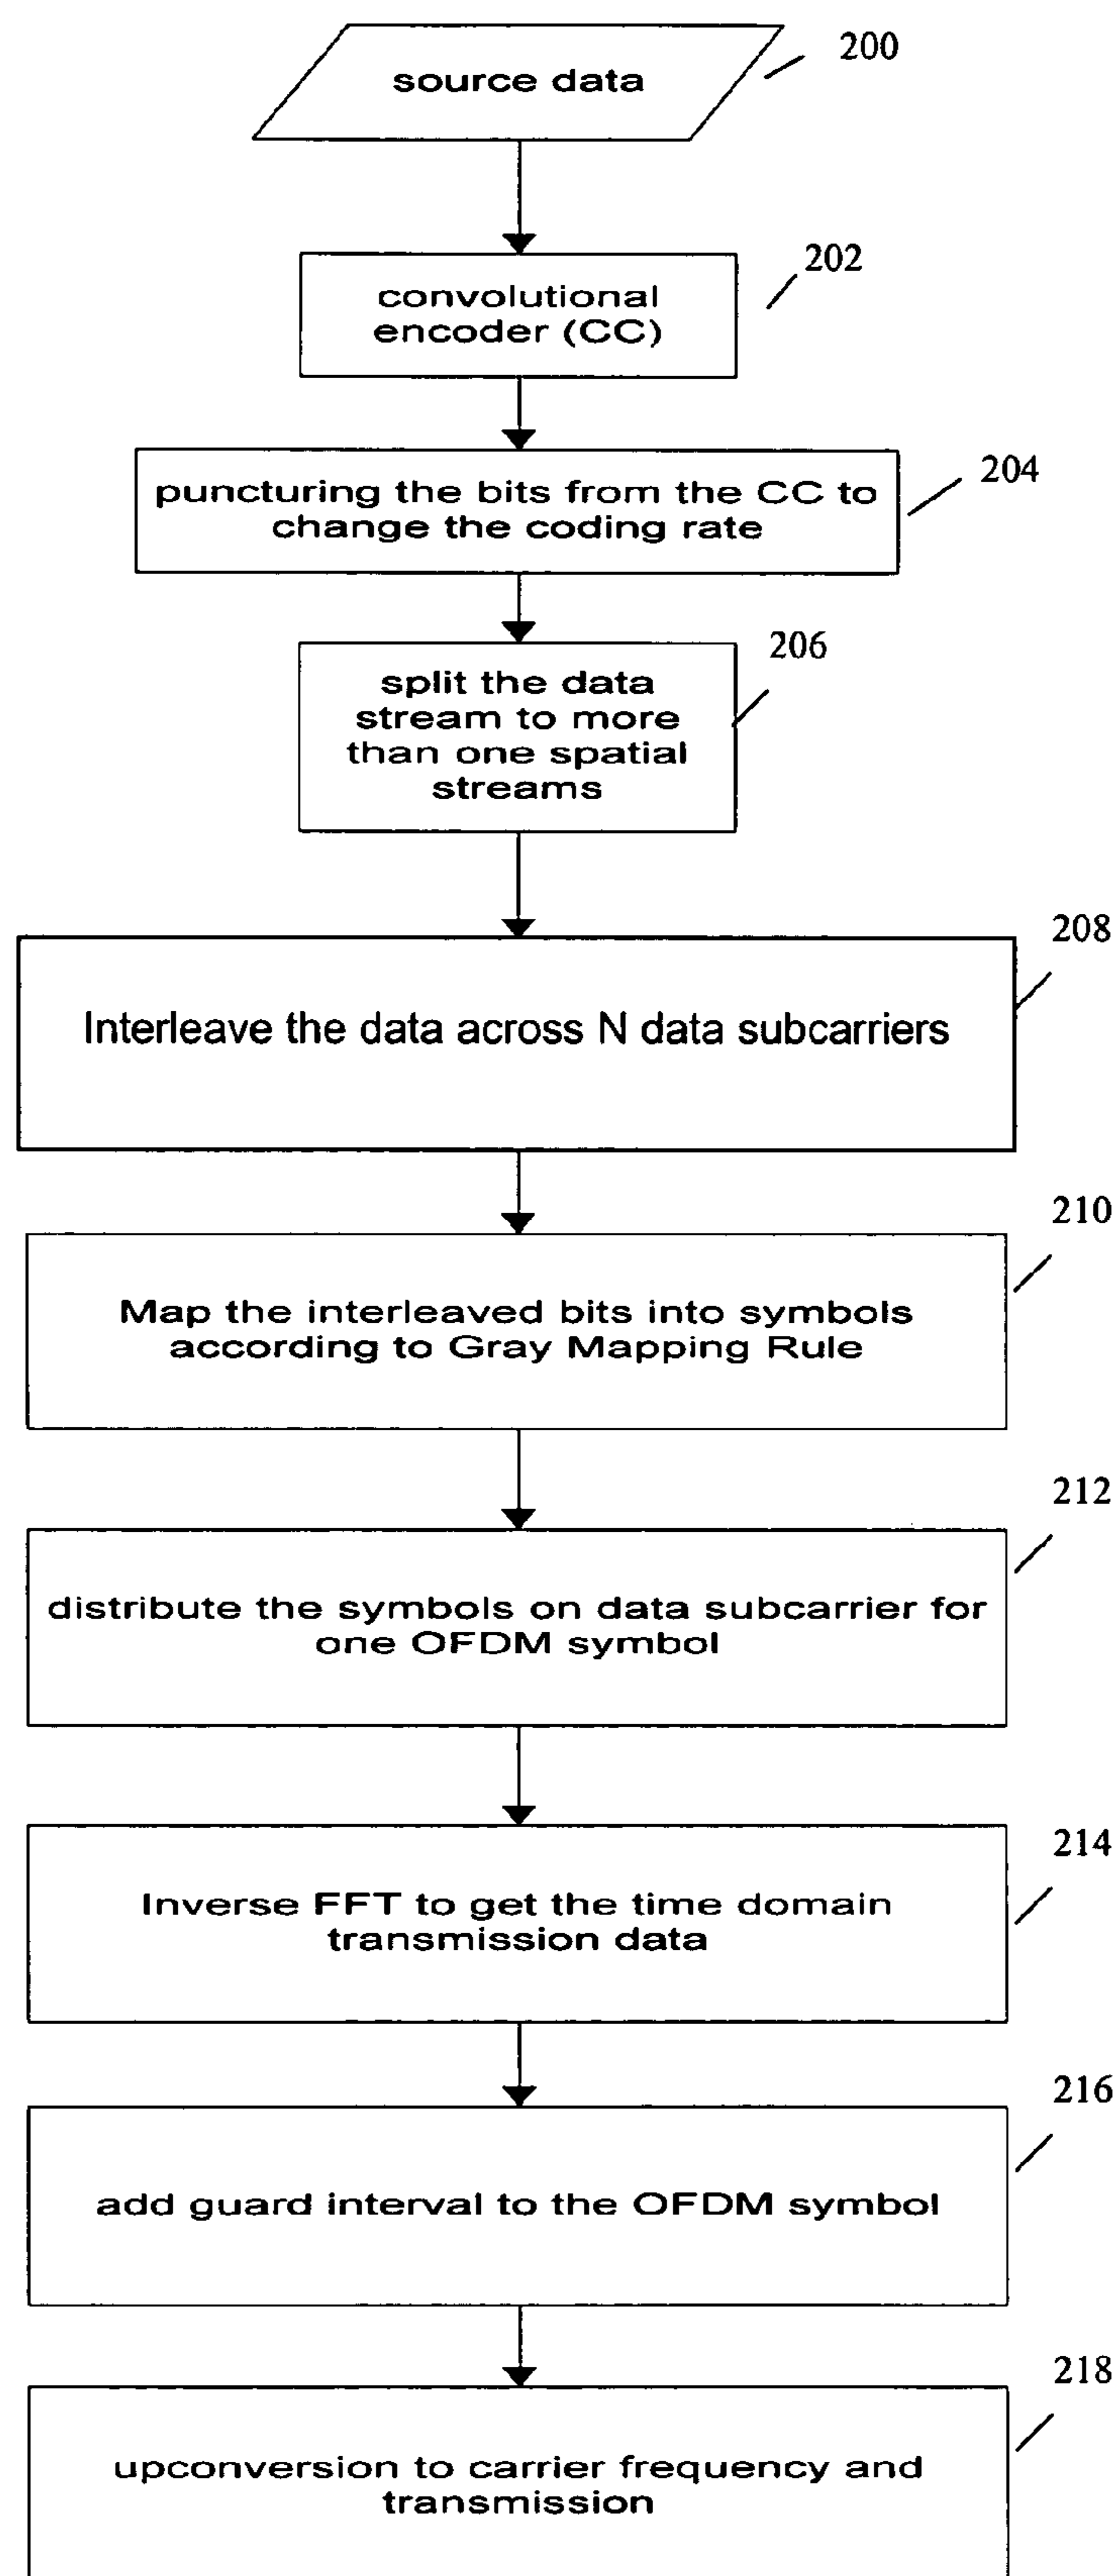 source data
200
convolutional
encoder (CC)
202
puncturing the bits from the CC to
change the coding rate
204
split the data
stream to more
than one spatial
streams
206
Interleave the data across N data subcarriers
208
Map the interleaved bits into symbols
according to Gray Mapping Rule
210
distribute the symbols on data subcarrier for
one OFDM symbol
212
Inverse FFT to get the time domain
transmission data
214
add guard interval to the OFDM symbol
216
upconversion to carrier frequency and
transmission
218